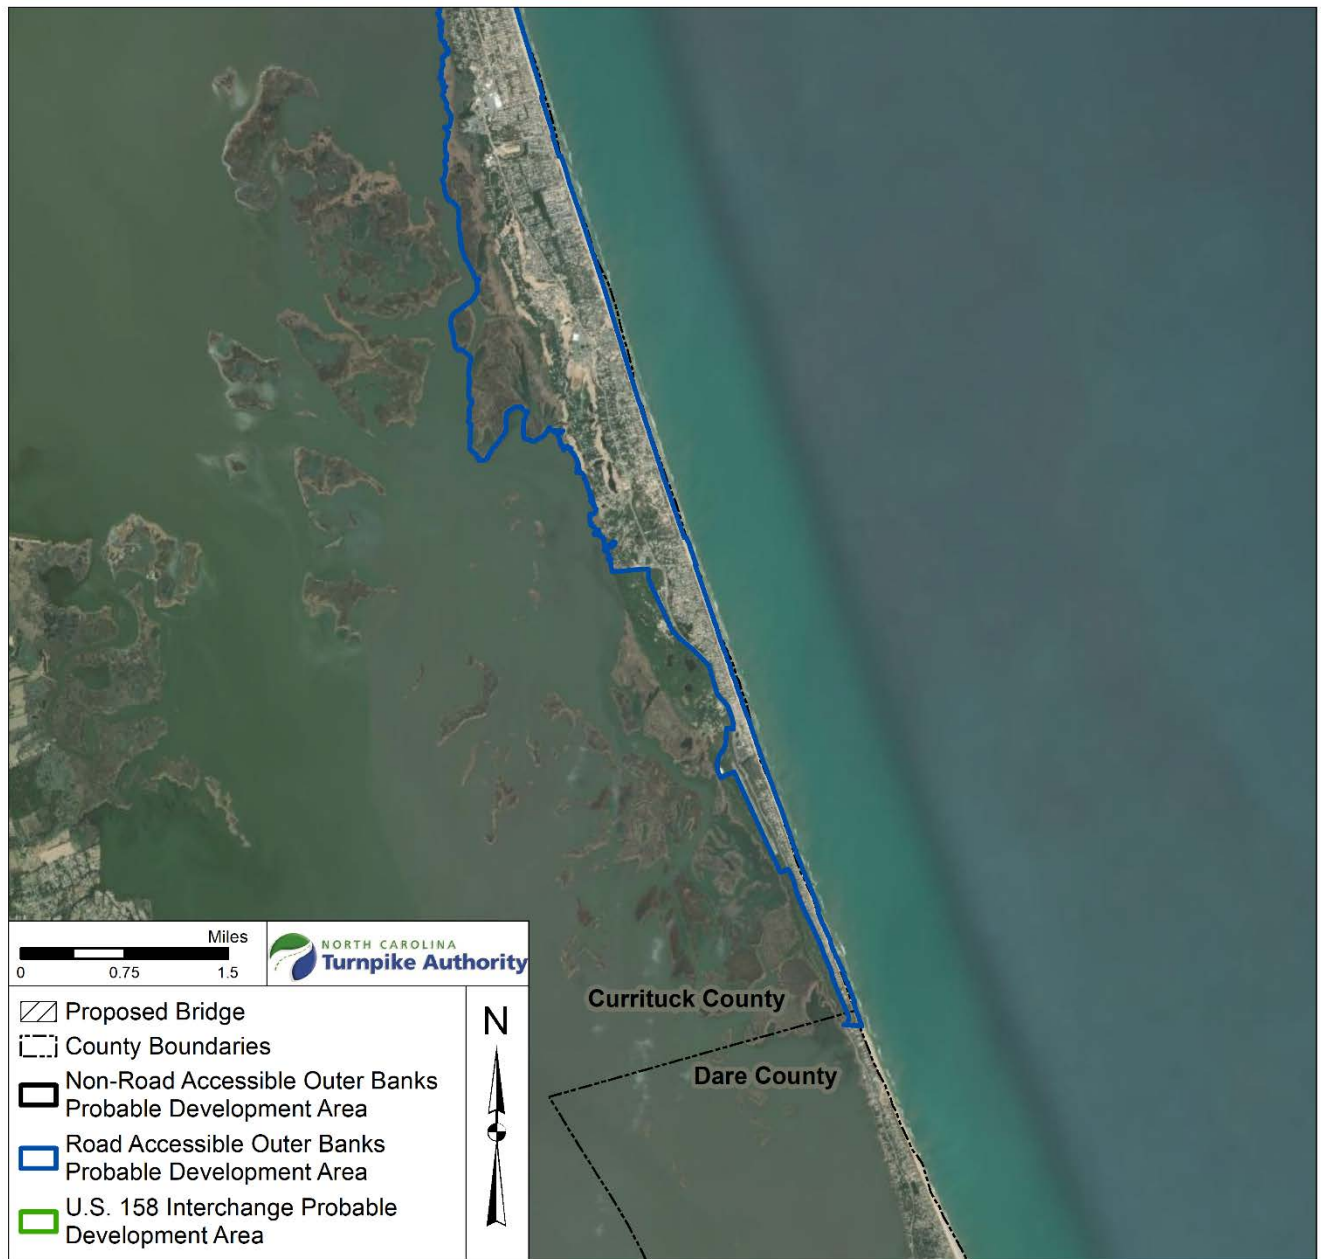 Currituck County
Dare County
Miles
0 0.75 1.5
NORTH CAROLINA
Turnpike Authority
Proposed Bridge
County Boundaries
Non-Road Accessible Outer Banks
Probable Development Area
Road Accessible Outer Banks
Probable Development Area
U.S. 158 Interchange Probable
Development Area
N